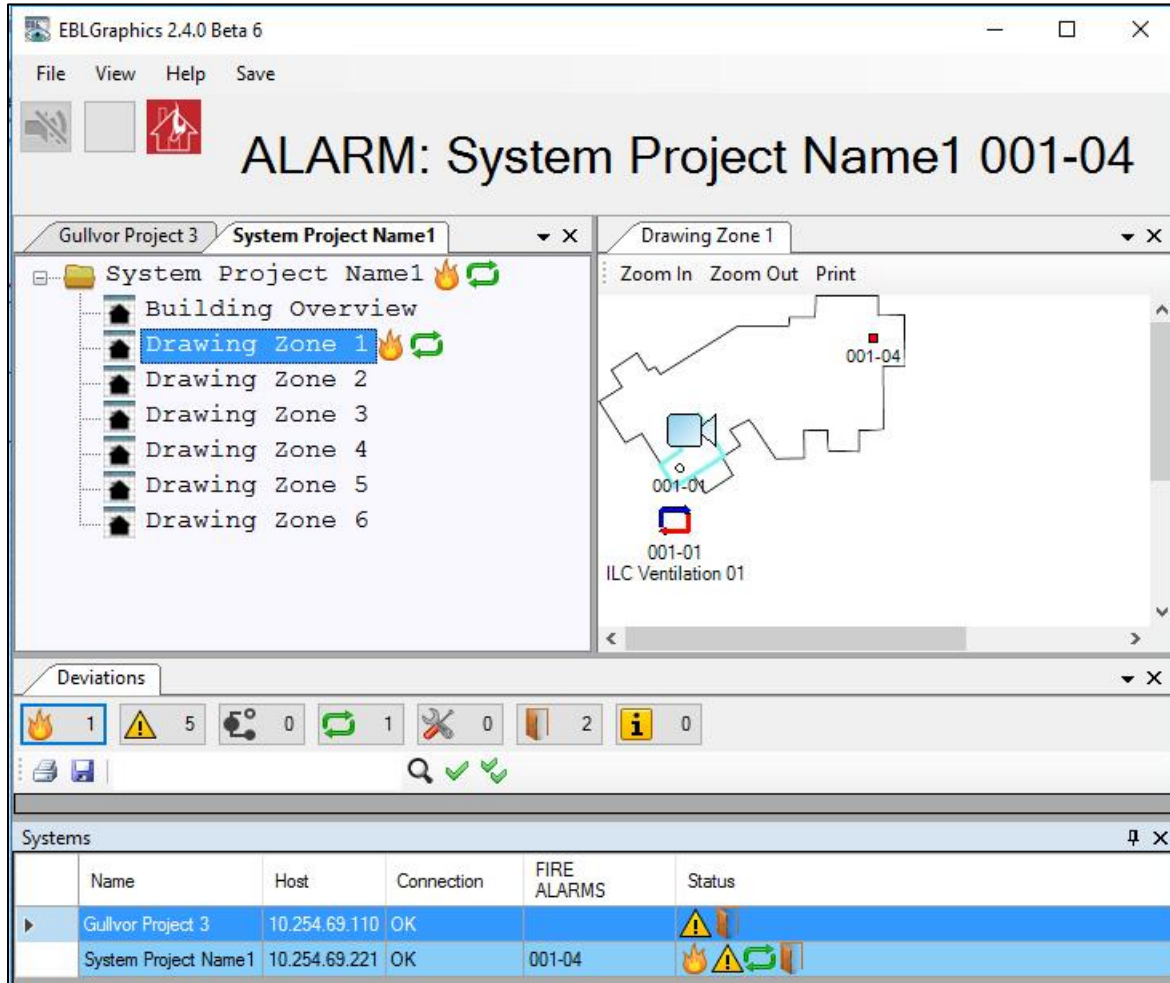 EBLGraphics 2.4.0 Beta 6
File View Help Save
ALARM: System Project Name1 001-04
Gullvor Project 3 System Project Name1
System Project Name1
Building Overview
Drawing Zone 1
Drawing Zone 2
Drawing Zone 3
Drawing Zone 4
Drawing Zone 5
Drawing Zone 6
Drawing Zone 1
Zoom In Zoom Out Print
001-04
001-01
001-01
ILC Ventilation 01
Deviations
1 5 0 1 0 2 0
Systems
Name Host Connection FIRE ALARMS Status
Gullvor Project 3 10.254.69.110 OK
System Project Name1 10.254.69.221 OK 001-04